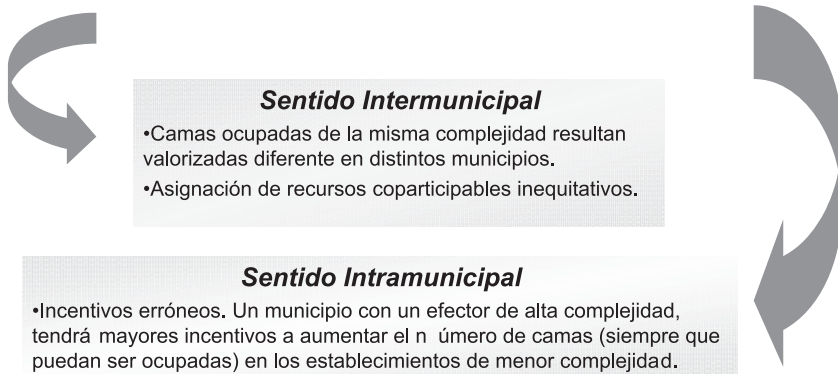 Sentido Intermunicipal
•Camas ocupadas de la misma complejidad resultan
valorizadas diferente en distintos municipios.
•Asignación de recursos coparticipables inequitativos.
Sentido Intramunicipal
•Incentivos erróneos. Un municipio con un efector de alta complejidad,
tendrá mayores incentivos a aumentar el n úmero de camas (siempre que
puedan ser ocupadas) en los establecimientos de menor complejidad.